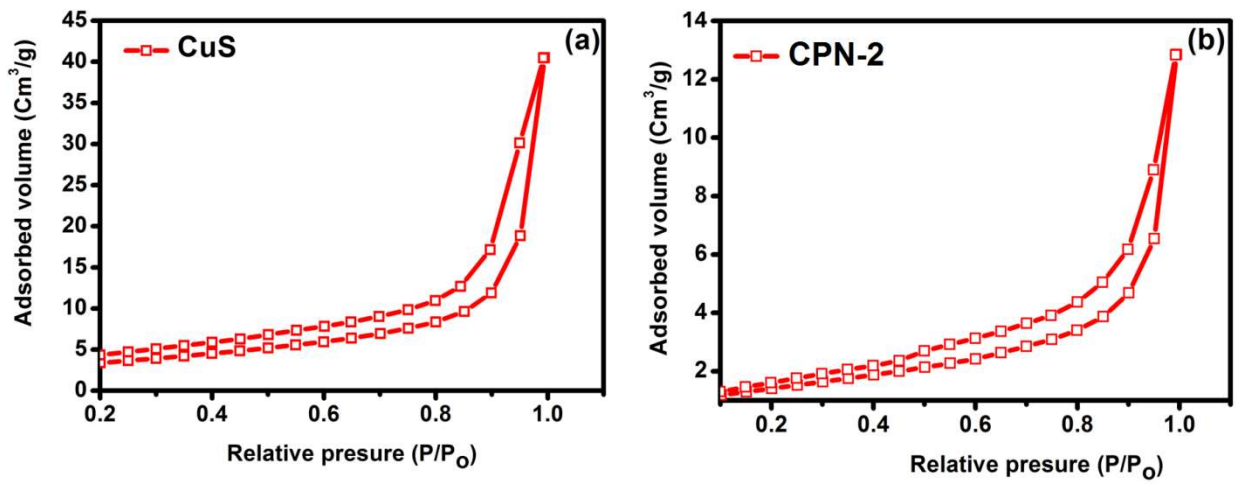 CuS
(a)
Adsorbed volume (Cm³/g)
45
40
35
30
25
20
15
10
5
0
0.2 0.4 0.6 0.8 1.0
Relative presure (P/Po)
CPN-2
(b)
Adsorbed volume (Cm³/g)
14
12
10
8
6
4
2
0.2 0.4 0.6 0.8 1.0
Relative presure (P/Po)